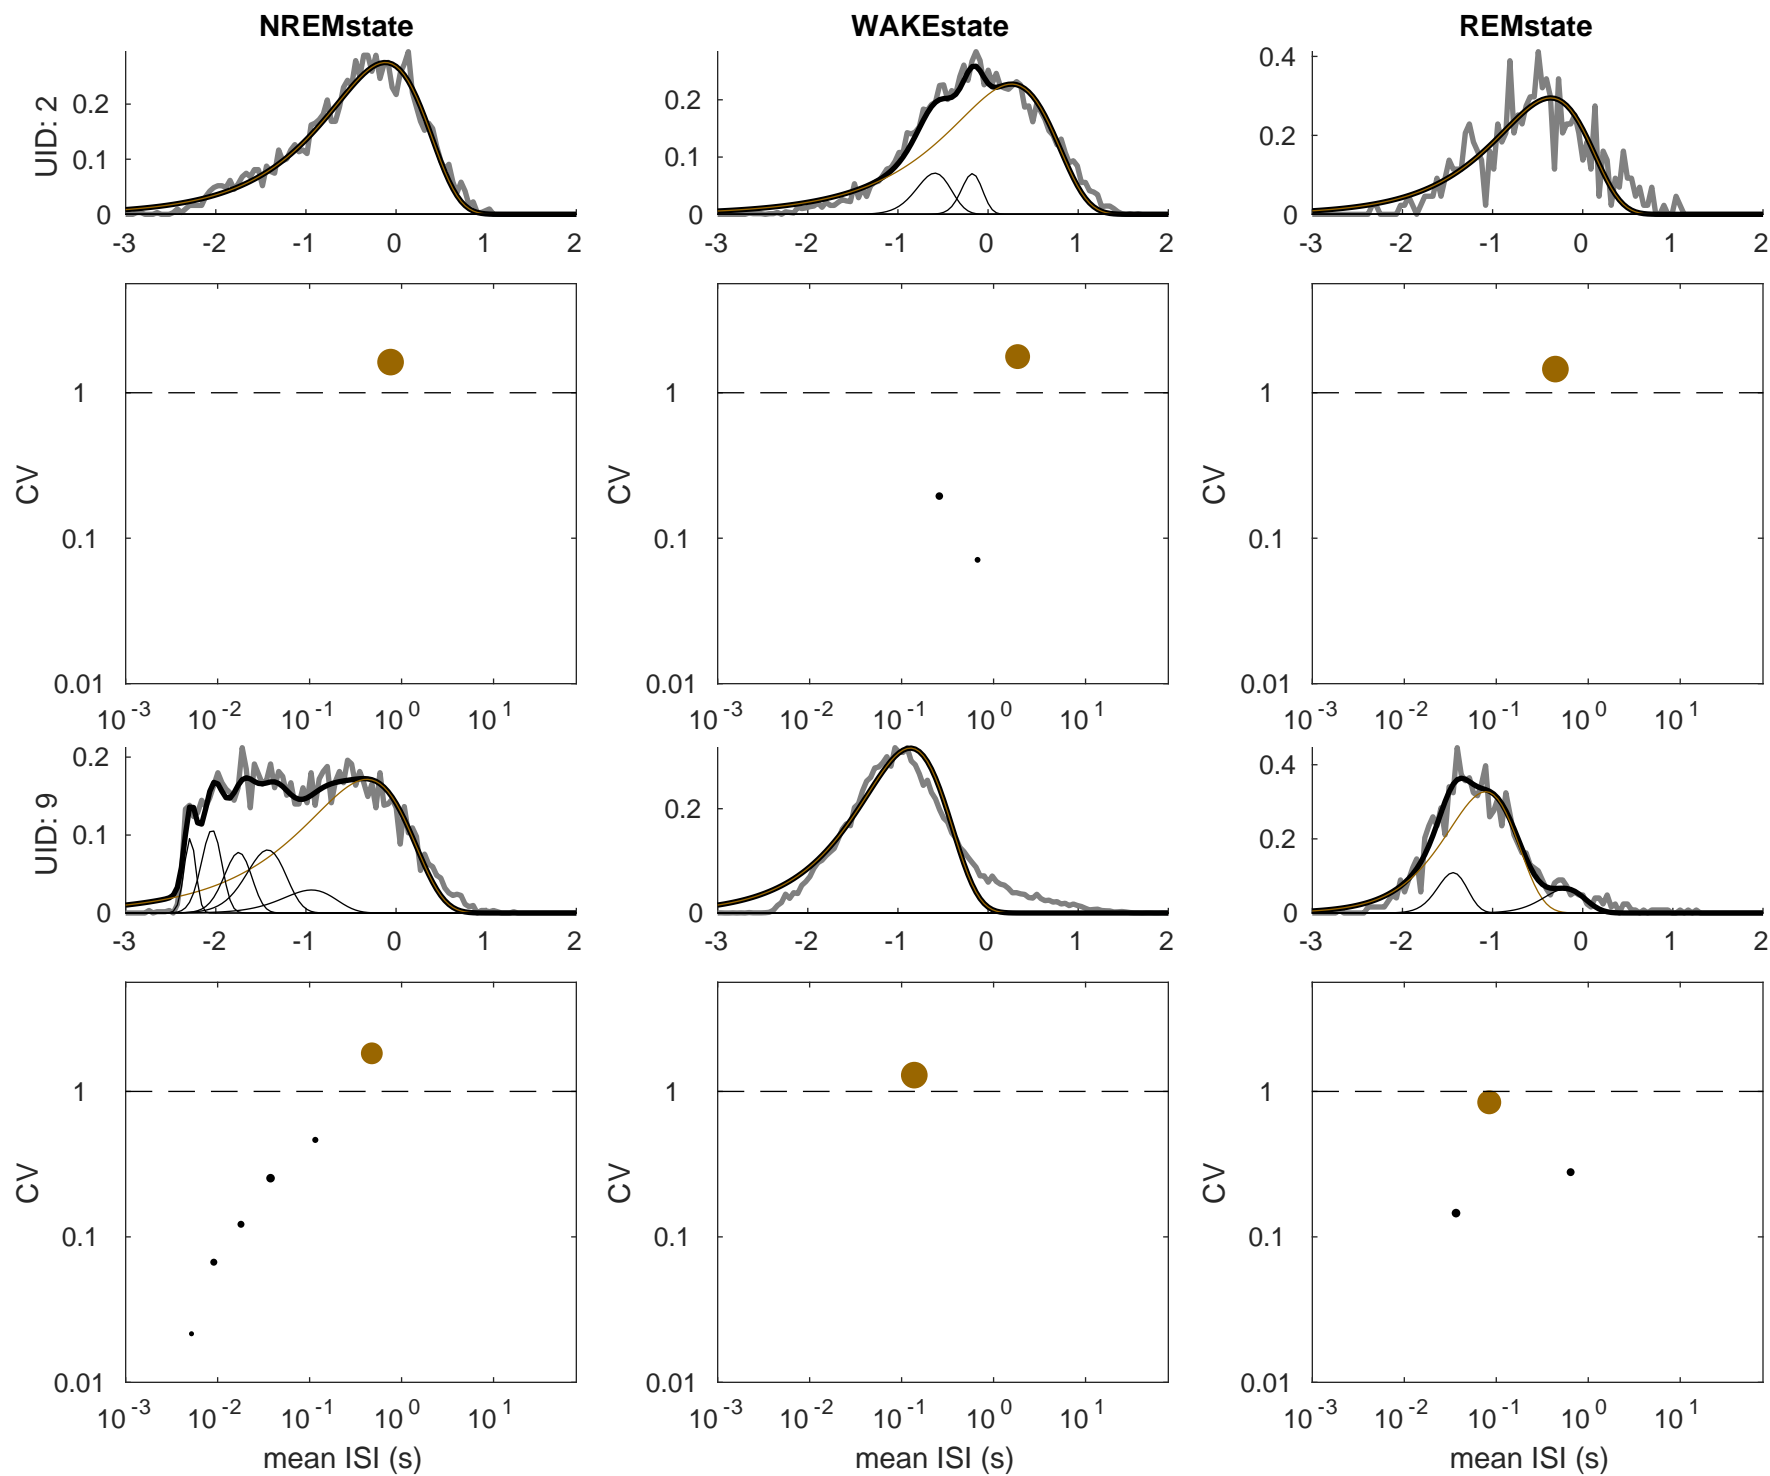 NREMstate WAKEstate REMstate
UID: 2
0.2 0.2 0.4
0.1 0.1 0.2
0 0 0
-3 -2 -1 0 1 2 -3 -2 -1 0 1 2 -3 -2 -1 0 1 2
CV CV CV
1 1 1
0.1 0.1 0.1
0.01 0.01 0.01
10^-3 10^-2 10^-1 10^0 10^1 10^-3 10^-2 10^-1 10^0 10^1 10^-3 10^-2 10^-1 10^0 10^1
UID: 9
0.2 0.2 0.4
0.1 0.2
0 0 0
-3 -2 -1 0 1 2 -3 -2 -1 0 1 2 -3 -2 -1 0 1 2
CV CV CV
1 1 1
0.1 0.1 0.1
0.01 0.01 0.01
10^-3 10^-2 10^-1 10^0 10^1 10^-3 10^-2 10^-1 10^0 10^1 10^-3 10^-2 10^-1 10^0 10^1
mean ISI (s) mean ISI (s) mean ISI (s)